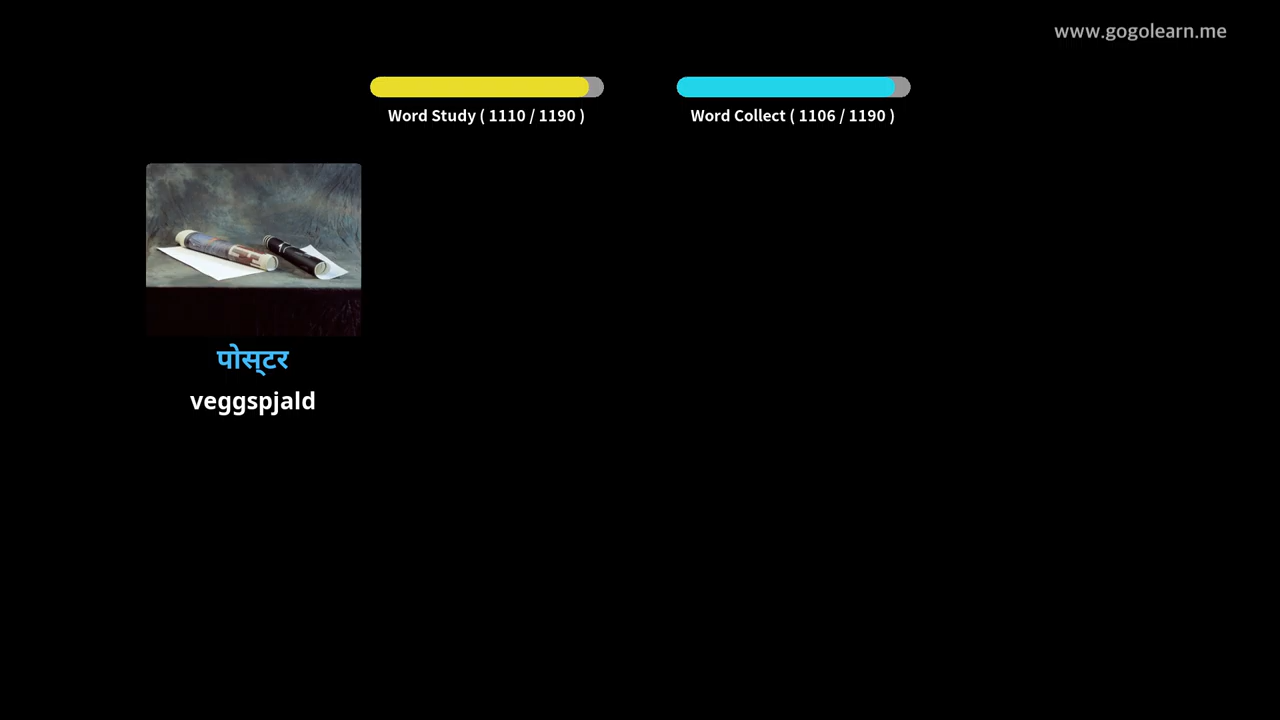 www.gogolearn.me
Word Study ( 1110 / 1190 )
Word Collect ( 1106 / 1190 )
पोस्टर
veggspjald